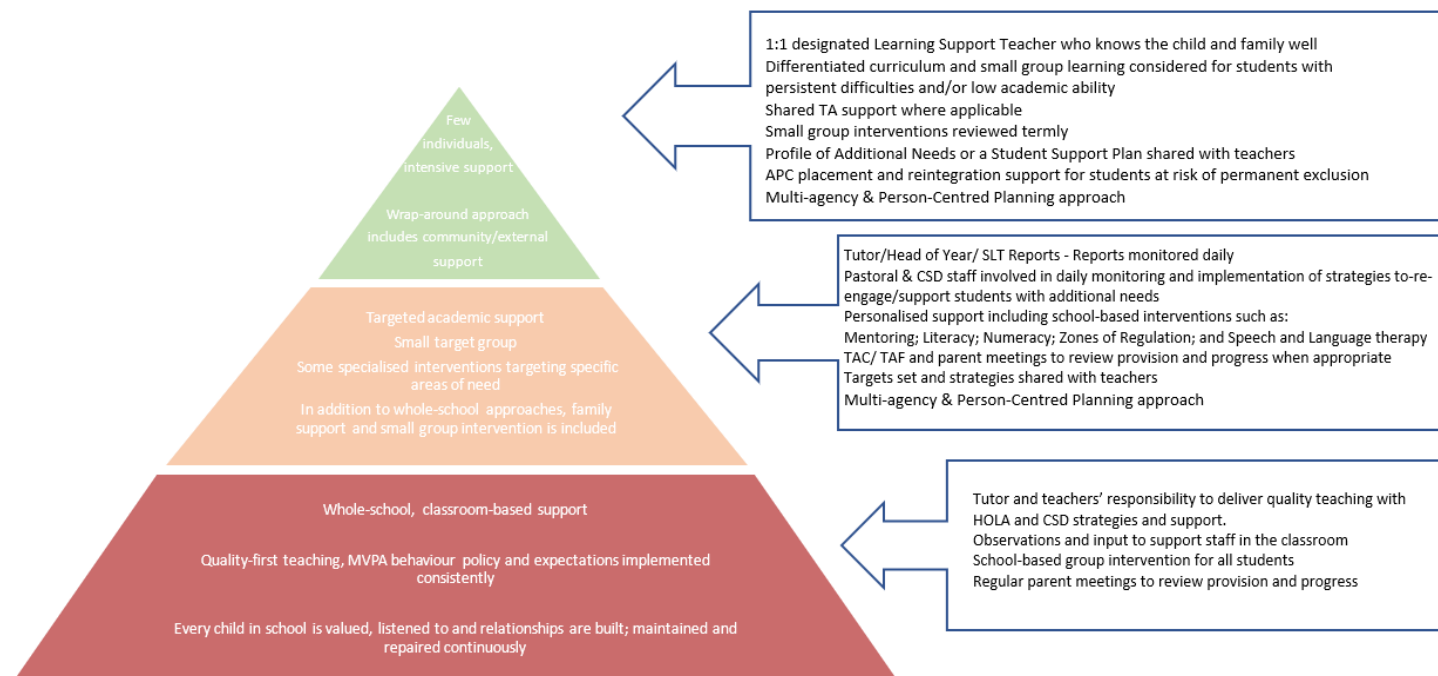 Few
individuals,
intensive support
Wrap-around approach
includes community/external
support
1:1 designated Learning Support Teacher who knows the child and family well
Differentiated curriculum and small group learning considered for students with
persistent difficulties and/or low academic ability
Shared TA support where applicable
Small group interventions reviewed termly
Profile of Additional Needs or a Student Support Plan shared with teachers
APC placement and reintegration support for students at risk of permanent exclusion
Multi-agency & Person-Centred Planning approach
Targeted academic support
Small target group
Some specialised interventions targeting specific
areas of need
In addition to whole-school approaches, family
support and small group intervention is included
Tutor/Head of Year/ SLT Reports - Reports monitored daily
Pastoral & CSD staff involved in daily monitoring and implementation of strategies to-re-
engage/support students with additional needs
Personalised support including school-based interventions such as:
Mentoring; Literacy; Numeracy; Zones of Regulation; and Speech and Language therapy
TAC/ TAF and parent meetings to review provision and progress when appropriate
Targets set and strategies shared with teachers
Multi-agency & Person-Centred Planning approach
Whole-school, classroom-based support
Quality-first teaching, MVPA behaviour policy and expectations implemented
consistently
Every child in school is valued, listened to and relationships are built; maintained and
repaired continuously
Tutor and teachers' responsibility to deliver quality teaching with
HOLA and CSD strategies and support.
Observations and input to support staff in the classroom
School-based group intervention for all students
Regular parent meetings to review provision and progress